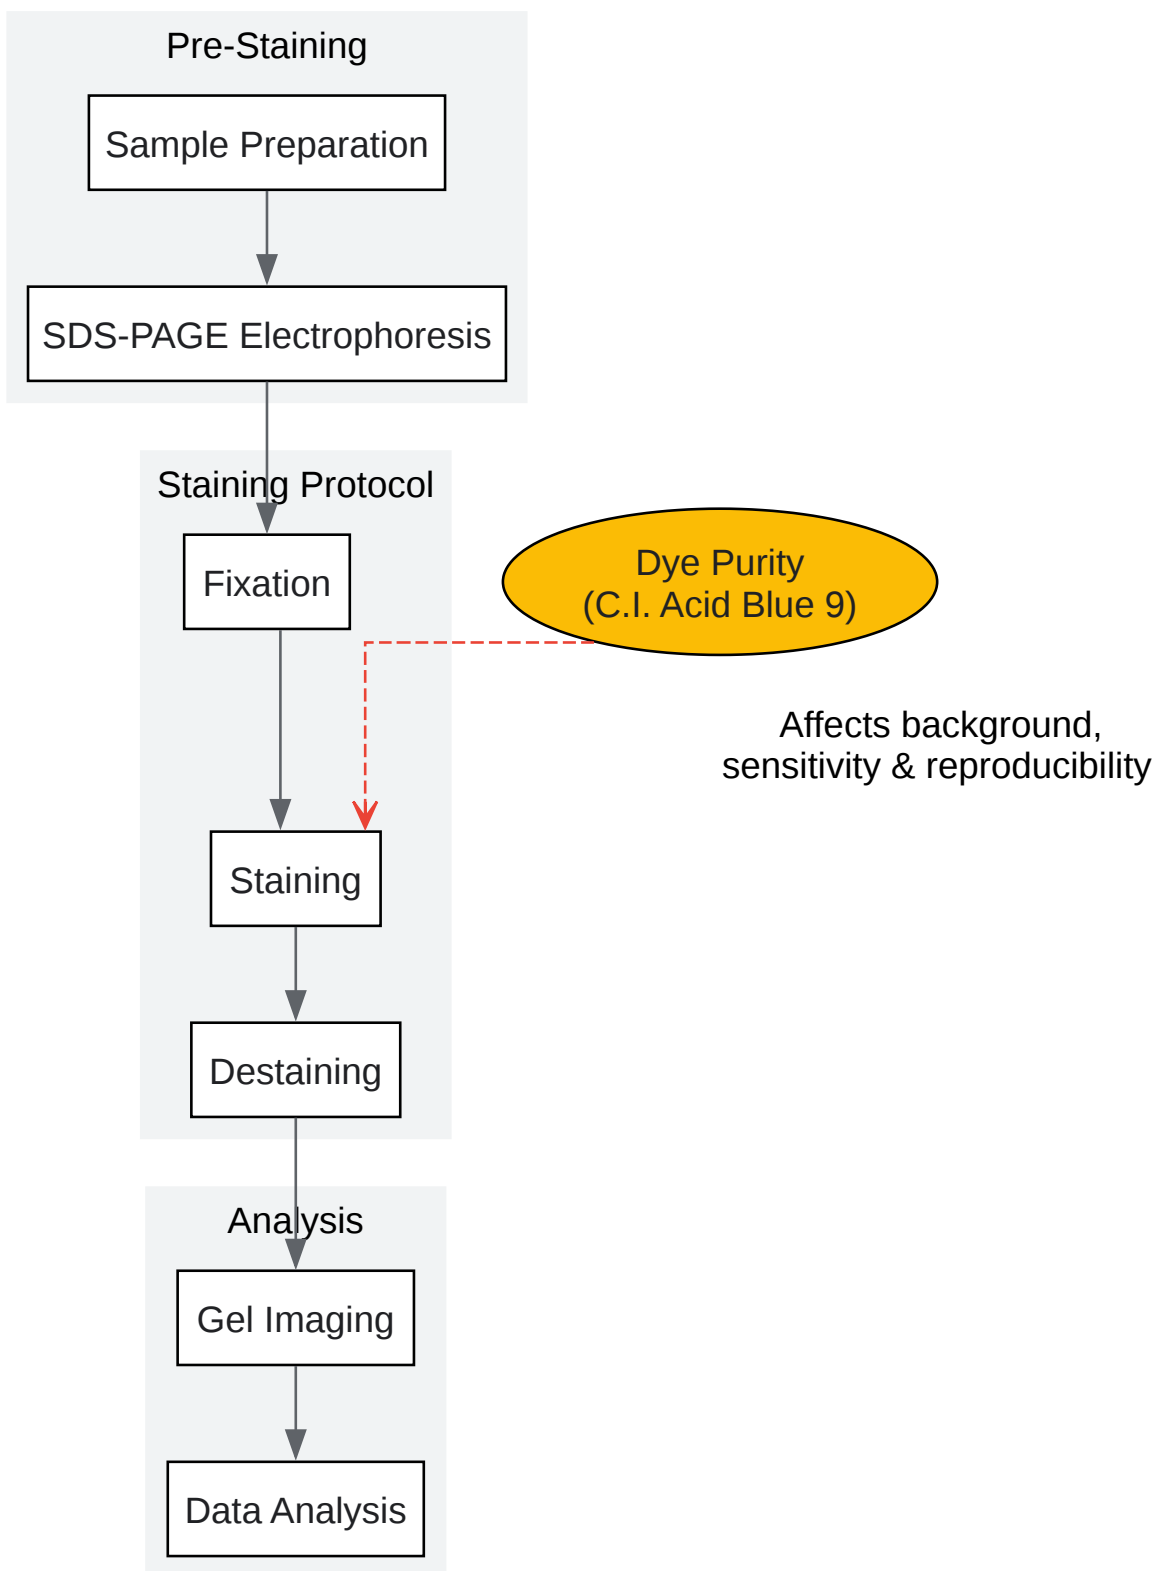 Pre-Staining
Sample Preparation
SDS-PAGE Electrophoresis
Staining Protocol
Fixation
Dye Purity
(C.I. Acid Blue 9)
Affects background,
sensitivity & reproducibility
Staining
Destaining
Analysis
Gel Imaging
Data Analysis